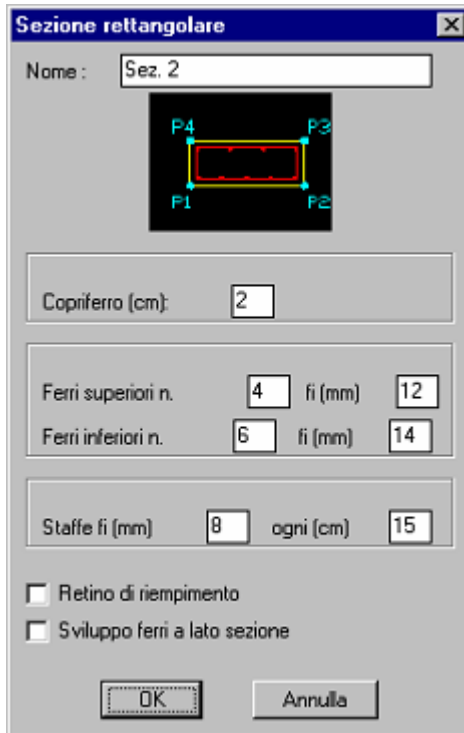 Sezione rettangolare
Nome : Sez. 2
P4 P3
P1 P2
Copriferro (cm): 2
Ferri superiori n. 4 fi (mm) 12
Ferri inferiori n. 6 fi (mm) 14
Staffe fi (mm) 8 ogni (cm) 15
Retino di riempimento
Sviluppo ferri a lato sezione
OK Annulla